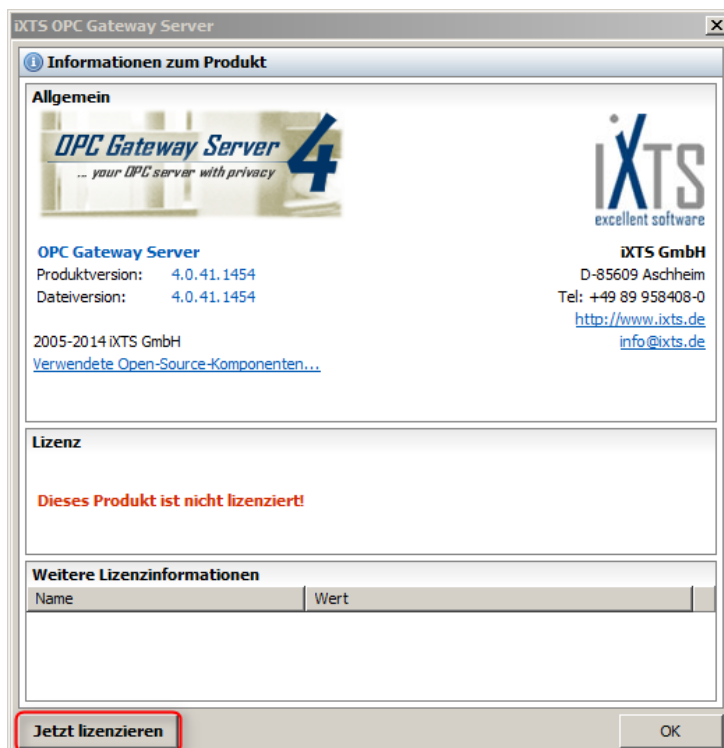 iXTS OPC Gateway Server
Informationen zum Produkt
Allgemein
OPC Gateway Server 4
... your OPC server with privacy
iXTS
excellent software
OPC Gateway Server
Produktversion: 4.0.41.1454
Dateiversion: 4.0.41.1454
2005-2014 iXTS GmbH
Verwendete Open-Source-Komponenten...
iXTS GmbH
D-85609 Aschheim
Tel: +49 89 958408-0
http://www.ixts.de
info@ixts.de
Lizenz
Dieses Produkt ist nicht lizenziert!
Weitere Lizenzinformationen
Name Wert
Jetzt lizenzieren OK